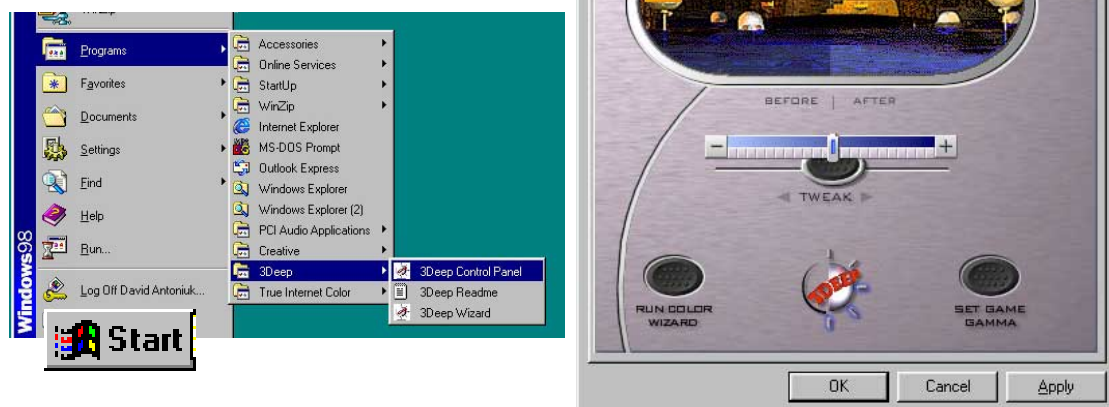 Programs
Favorites
Documents
Settings
Find
Help
Run...
Log Off David Antoniuk...
Windows98
Start
Accessories
Online Services
StartUp
WinZip
Internet Explorer
MS-DOS Prompt
Outlook Express
Windows Explorer
Windows Explorer (2)
PCI Audio Applications
Creative
3Deep
True Internet Color
3Deep Control Panel
3Deep Readme
3Deep Wizard
BEFORE | AFTER
− +
TWEAK
RUN COLOR
WIZARD
3DEEP
SET GAME
GAMMA
OK Cancel Apply